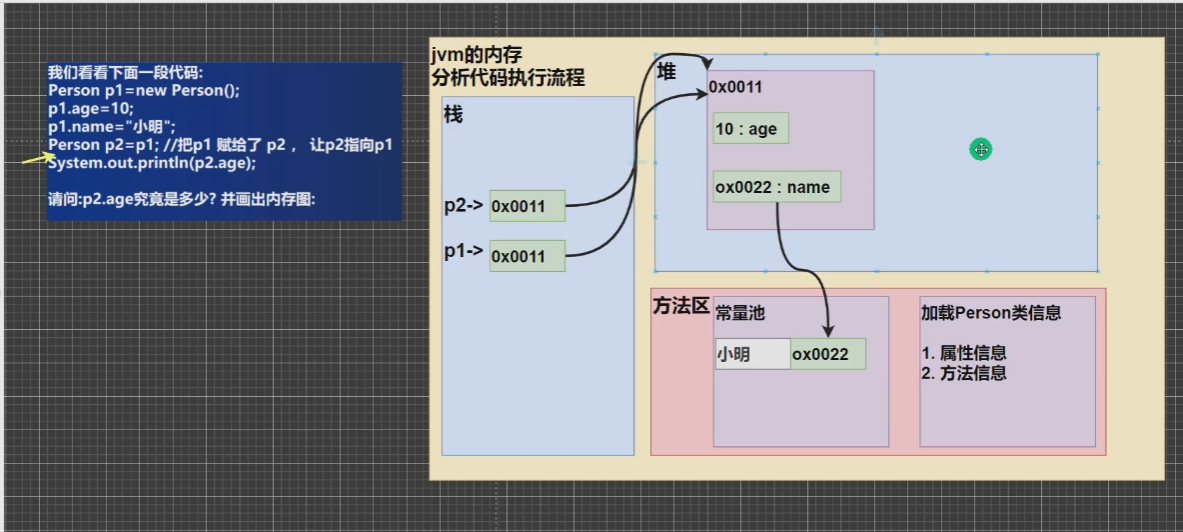 我们看看下面一段代码:
Person p1=new Person();
p1.age=10;
p1.name="小明";
Person p2=p1; //把p1 赋给了 p2 ， 让p2指向p1
System.out.println(p2.age);
请问:p2.age究竟是多少? 并画出内存图:
jvm的内存
分析代码执行流程
栈
p2->
0x0011
p1->
0x0011
堆
0x0011
10 : age
ox0022 : name
方法区
常量池
小明
ox0022
加载Person类信息
1. 属性信息
2. 方法信息